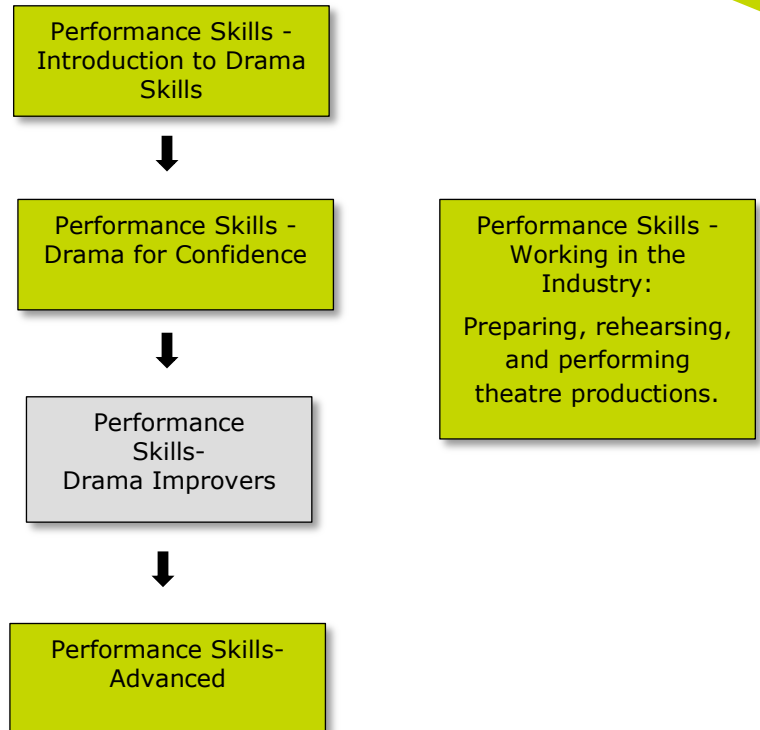 Performance Skills -
Introduction to Drama
Skills
Performance Skills -
Drama for Confidence
Performance
Skills-
Drama Improvers
Performance Skills-
Advanced
Performance Skills -
Working in the
Industry:
Preparing, rehearsing,
and performing
theatre productions.